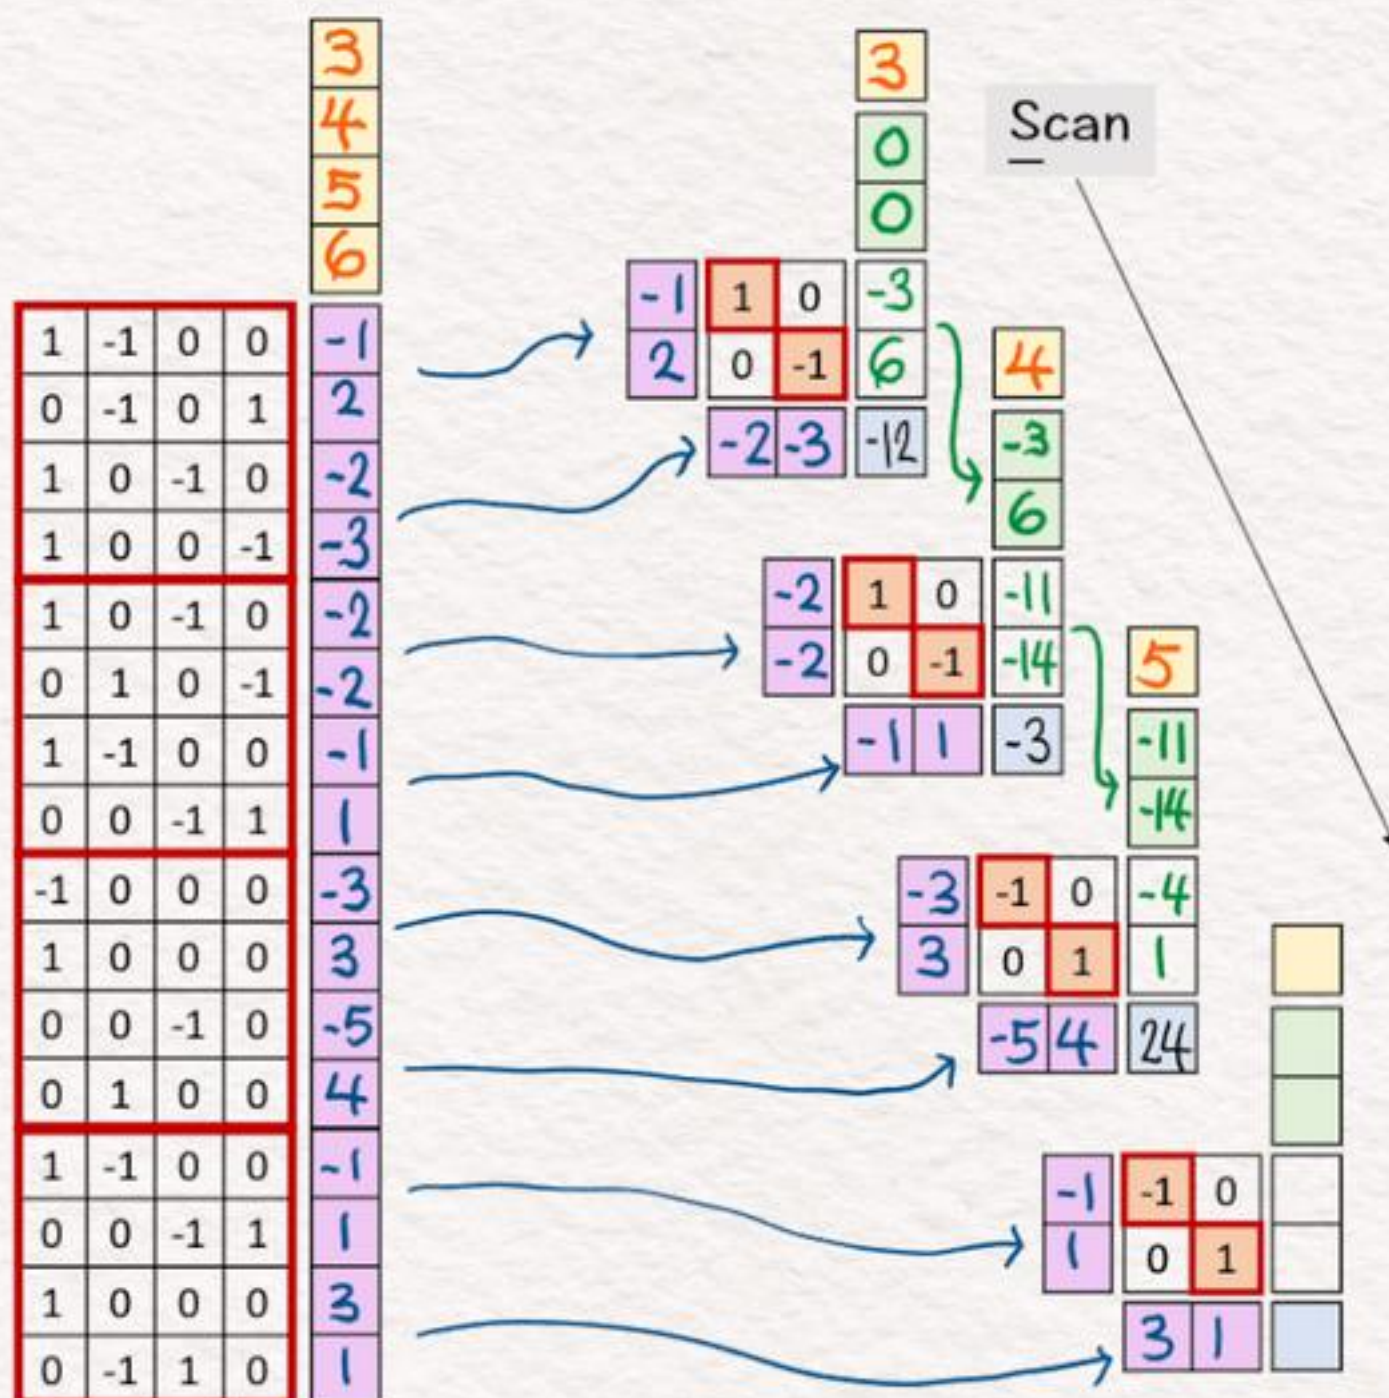 3
4
5
6
3
Scan
0
0
1 -1 0 0 -1
0 -1 0 1 2
1 0 -1 0 -2
1 0 0 -1 -3
-1 1 0 -3
2 0 -1 6
-2 -3 -12
4
-3
6
1 0 -1 0 -2
0 1 0 -1 -2
1 -1 0 0 -1
0 0 -1 1 1
-2 1 0 -11
-2 0 -1 -14
-1 1 -3
5
-11
-14
-1 0 0 0 -3
1 0 0 0 3
0 0 -1 0 -5
0 1 0 0 4
-3 -1 0 -4
3 0 1 1
-5 4 24
1 -1 0 0 -1
0 0 -1 1 1
1 0 0 0 3
0 -1 1 0 1
-1 -1 0
1 0 1
3 1